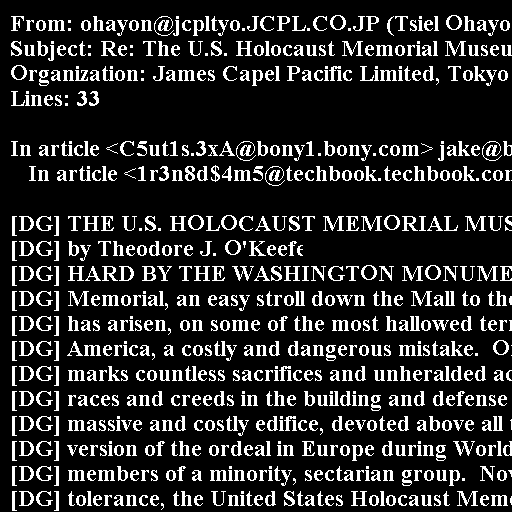 From: ohayon@jcpltyo.JCPL.CO.JP (Tsiel Ohayo
Subject: Re: The U.S. Holocaust Memorial Museu
Organization: James Capel Pacific Limited, Tokyo
Lines: 33
In article <C5ut1s.3xA@bony1.bony.com> jake@b
In article <1r3n8d$4m5@techbook.techbook.com
[DG] THE U.S. HOLOCAUST MEMORIAL MUS
[DG] by Theodore J. O'Keefe
[DG] HARD BY THE WASHINGTON MONUME
[DG] Memorial, an easy stroll down the Mall to the
[DG] has arisen, on some of the most hallowed terr
[DG] America, a costly and dangerous mistake. O
[DG] marks countless sacrifices and unheralded ac
[DG] races and creeds in the building and defense
[DG] massive and costly edifice, devoted above all t
[DG] version of the ordeal in Europe during World
[DG] members of a minority, sectarian group. Nov
[DG] tolerance, the United States Holocaust Memo